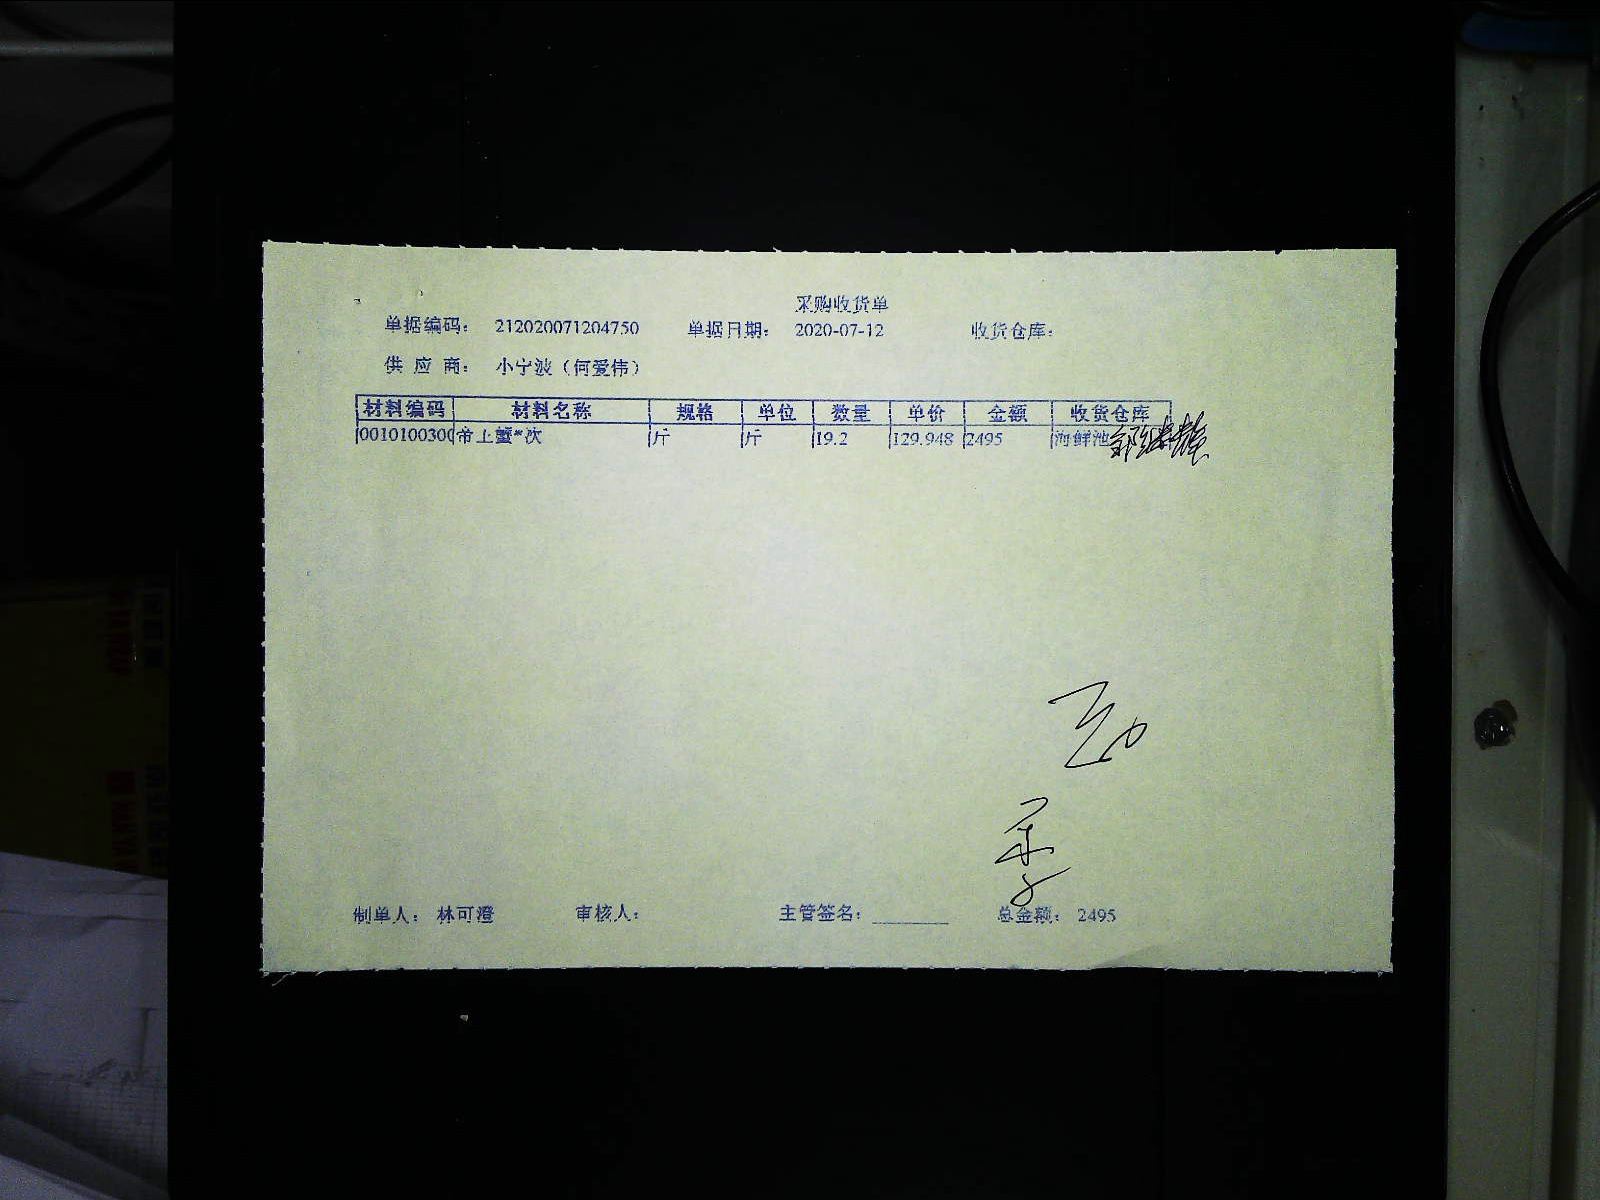 采购收货单
单据编码： 212020071204750 单据日期： 2020-07-12 收货仓库：
供 应 商： 小宁波（何爱伟）
材料编码 材料名称 规格 单位 数量 单价 金额 收货仓库
0010100300 帝王蟹*次 斤 斤 19.2 129.948 2495 海鲜池
制单人： 林可澄 审核人： 主管签名： 总金额： 2495